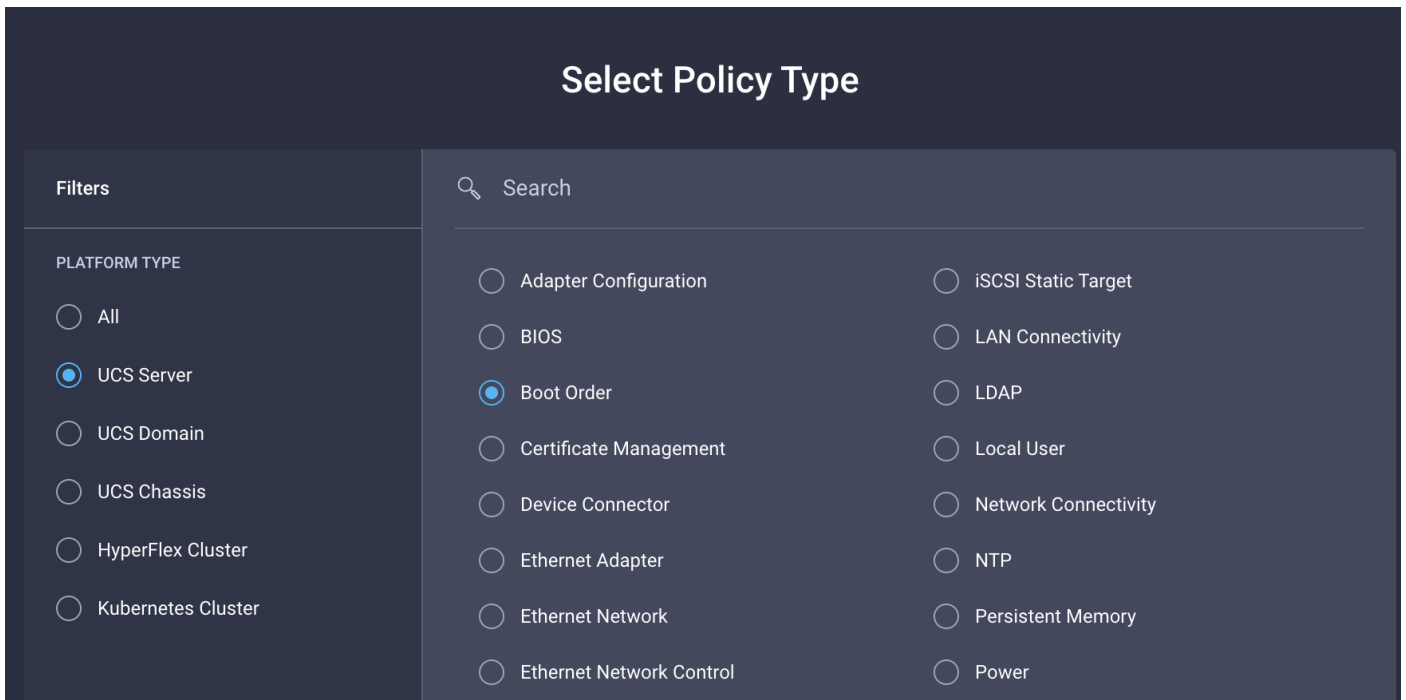 Select Policy Type
Filters
PLATFORM TYPE
All
UCS Server
UCS Domain
UCS Chassis
HyperFlex Cluster
Kubernetes Cluster
Search
Adapter Configuration
BIOS
Boot Order
Certificate Management
Device Connector
Ethernet Adapter
Ethernet Network
Ethernet Network Control
iSCSI Static Target
LAN Connectivity
LDAP
Local User
Network Connectivity
NTP
Persistent Memory
Power